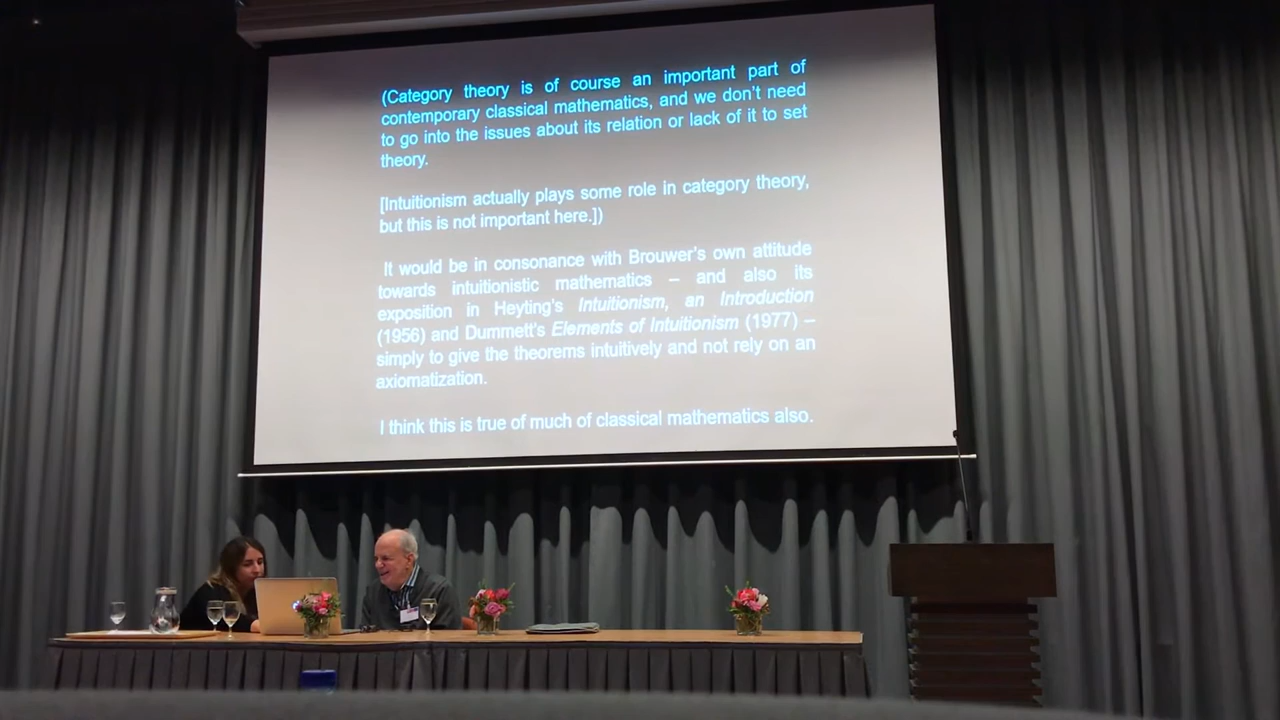 (Category theory is of course an important part of
contemporary classical mathematics, and we don't need
to go into the issues about its relation or lack of it to set
theory.
[Intuitionism actually plays some role in category theory,
but this is not important here.])
It would be in consonance with Brouwer's own attitude
towards intuitionistic mathematics – and also its
exposition in Heyting's Intuitionism, an Introduction
(1956) and Dummett's Elements of Intuitionism (1977) –
simply to give the theorems intuitively and not rely on an
axiomatization.
I think this is true of much of classical mathematics also.